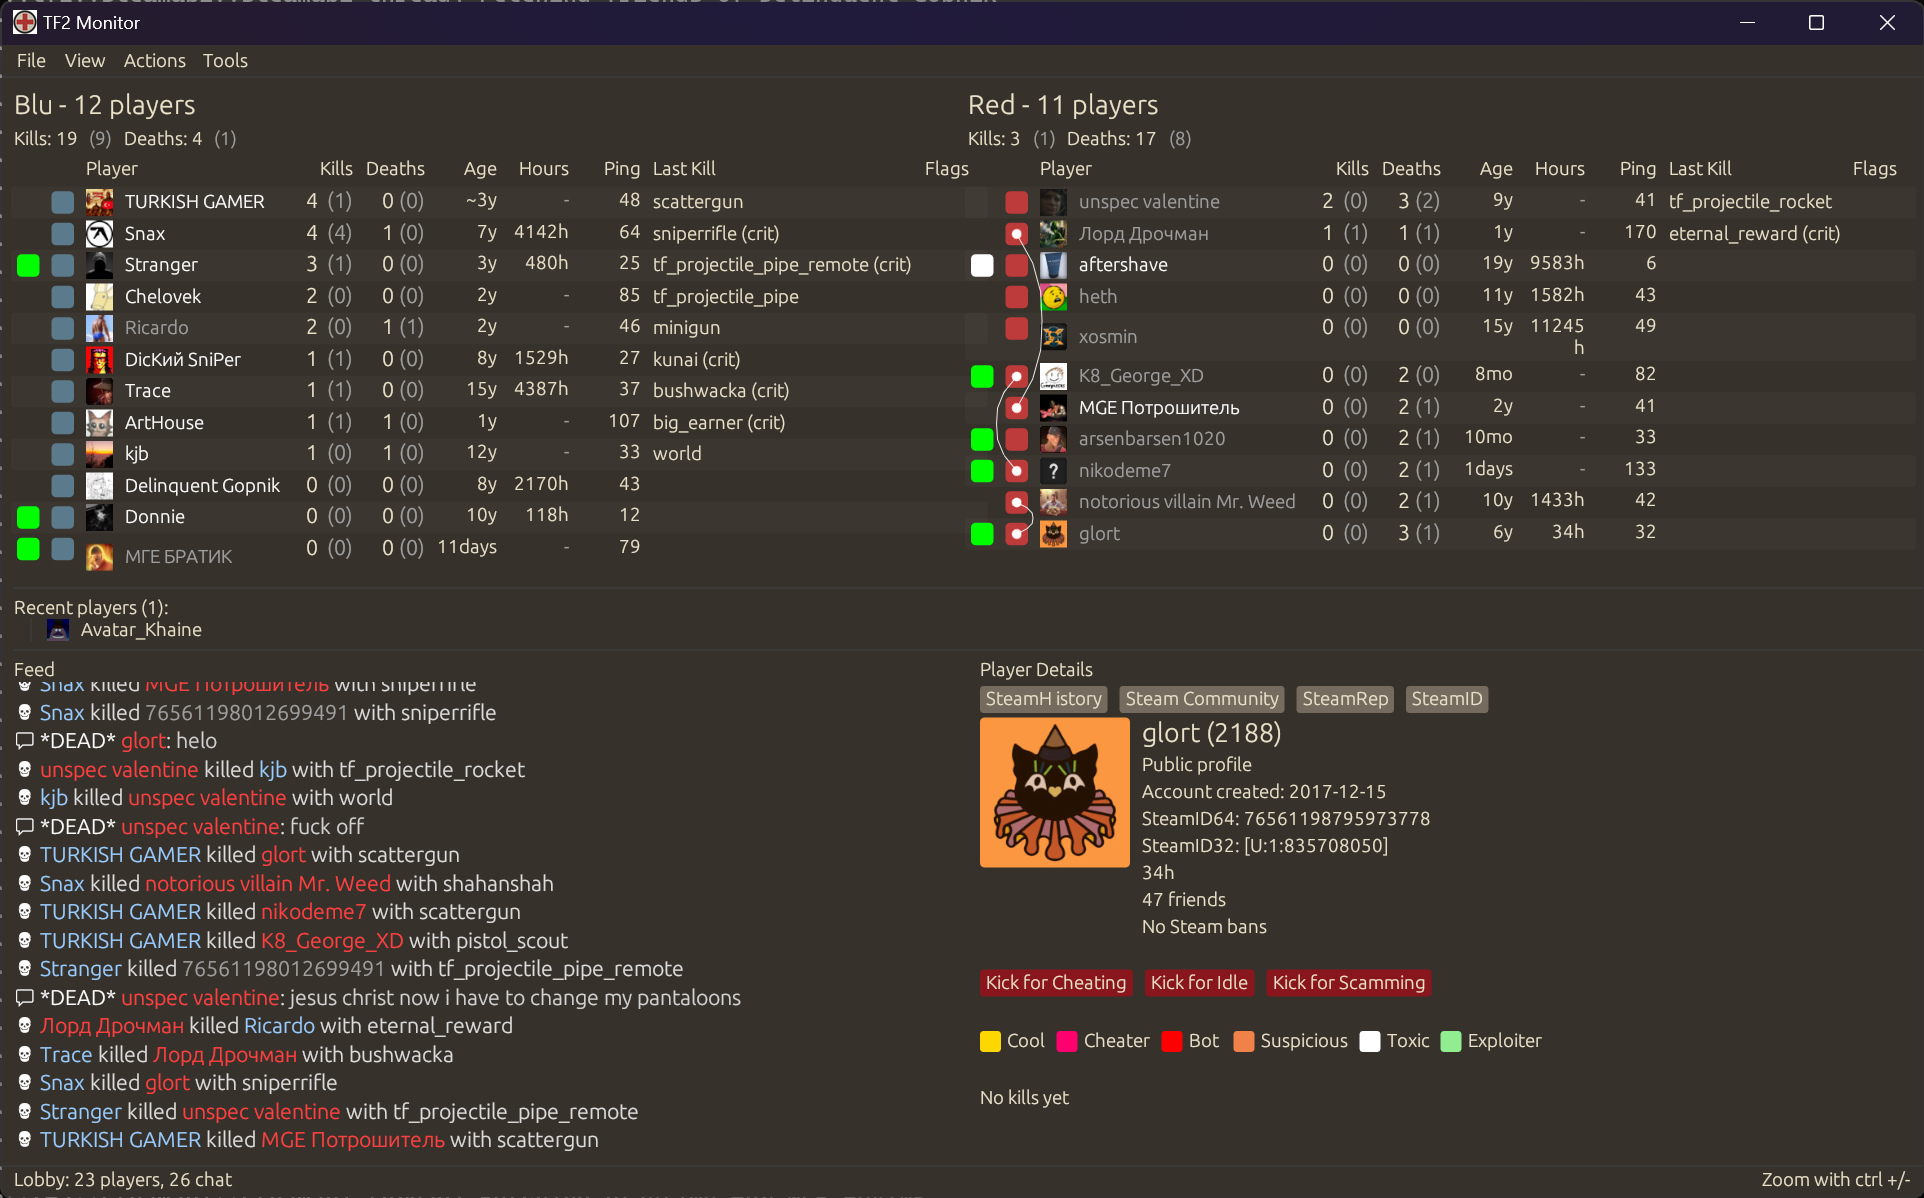 TF2 Monitor
File View Actions Tools
Blu - 12 players
Kills: 19 (9) Deaths: 4 (1)
Player Kills Deaths Age Hours Ping Last Kill Flags
TURKISH GAMER 4 (1) 0 (0) ~3y - 48 scattergun
Snax 4 (4) 1 (0) 7y 4142h 64 sniperrifle (crit)
Stranger 3 (1) 0 (0) 3y 480h 25 tf_projectile_pipe_remote (crit)
Chelovek 2 (0) 0 (0) 2y - 85 tf_projectile_pipe
Ricardo 2 (0) 1 (1) 2y - 46 minigun
DicKий SniPer 1 (1) 0 (0) 8y 1529h 27 kunai (crit)
Trace 1 (1) 0 (0) 15y 4387h 37 bushwacka (crit)
ArtHouse 1 (1) 1 (0) 1y - 107 big_earner (crit)
kjb 1 (0) 1 (0) 12y - 33 world
Delinquent Gopnik 0 (0) 0 (0) 8y 2170h 43
Donnie 0 (0) 0 (0) 10y 118h 12
МГЕ БРАТИК 0 (0) 0 (0) 11days - 79
Red - 11 players
Kills: 3 (1) Deaths: 17 (8)
Player Kills Deaths Age Hours Ping Last Kill Flags
unspec valentine 2 (0) 3 (2) 9y - 41 tf_projectile_rocket
Лорд Дрочман 1 (1) 1 (1) 1y - 170 eternal_reward (crit)
aftershave 0 (0) 0 (0) 19y 9583h 6
heth 0 (0) 0 (0) 11y 1582h 43
xosmin 0 (0) 0 (0) 15y 11245 49
h
K8_George_XD 0 (0) 2 (0) 8mo - 82
MGE Потрошитель 0 (0) 2 (1) 2y - 41
arsenbarsen1020 0 (0) 2 (1) 10mo - 33
? nikodeme7 0 (0) 2 (1) 1days - 133
notorious villain Mr. Weed 0 (0) 2 (1) 10y 1433h 42
glort 0 (0) 3 (1) 6y 34h 32
Recent players (1):
Avatar_Khaine
Feed
Snax killed MGE Потрошитель with sniperrifle
Snax killed 76561198012699491 with sniperrifle
*DEAD* glort: helo
unspec valentine killed kjb with tf_projectile_rocket
kjb killed unspec valentine with world
*DEAD* unspec valentine: fuck off
TURKISH GAMER killed glort with scattergun
Snax killed notorious villain Mr. Weed with shahanshah
TURKISH GAMER killed nikodeme7 with scattergun
TURKISH GAMER killed K8_George_XD with pistol_scout
Stranger killed 76561198012699491 with tf_projectile_pipe_remote
*DEAD* unspec valentine: jesus christ now i have to change my pantaloons
Лорд Дрочман killed Ricardo with eternal_reward
Trace killed Лорд Дрочман with bushwacka
Snax killed glort with sniperrifle
Stranger killed unspec valentine with tf_projectile_pipe_remote
TURKISH GAMER killed MGE Потрошитель with scattergun
Player Details
SteamH istory Steam Community SteamRep SteamID
glort (2188)
Public profile
Account created: 2017-12-15
SteamID64: 76561198795973778
SteamID32: [U:1:835708050]
34h
47 friends
No Steam bans
Kick for Cheating Kick for Idle Kick for Scamming
Cool Cheater Bot Suspicious Toxic Exploiter
No kills yet
Lobby: 23 players, 26 chat
Zoom with ctrl +/-